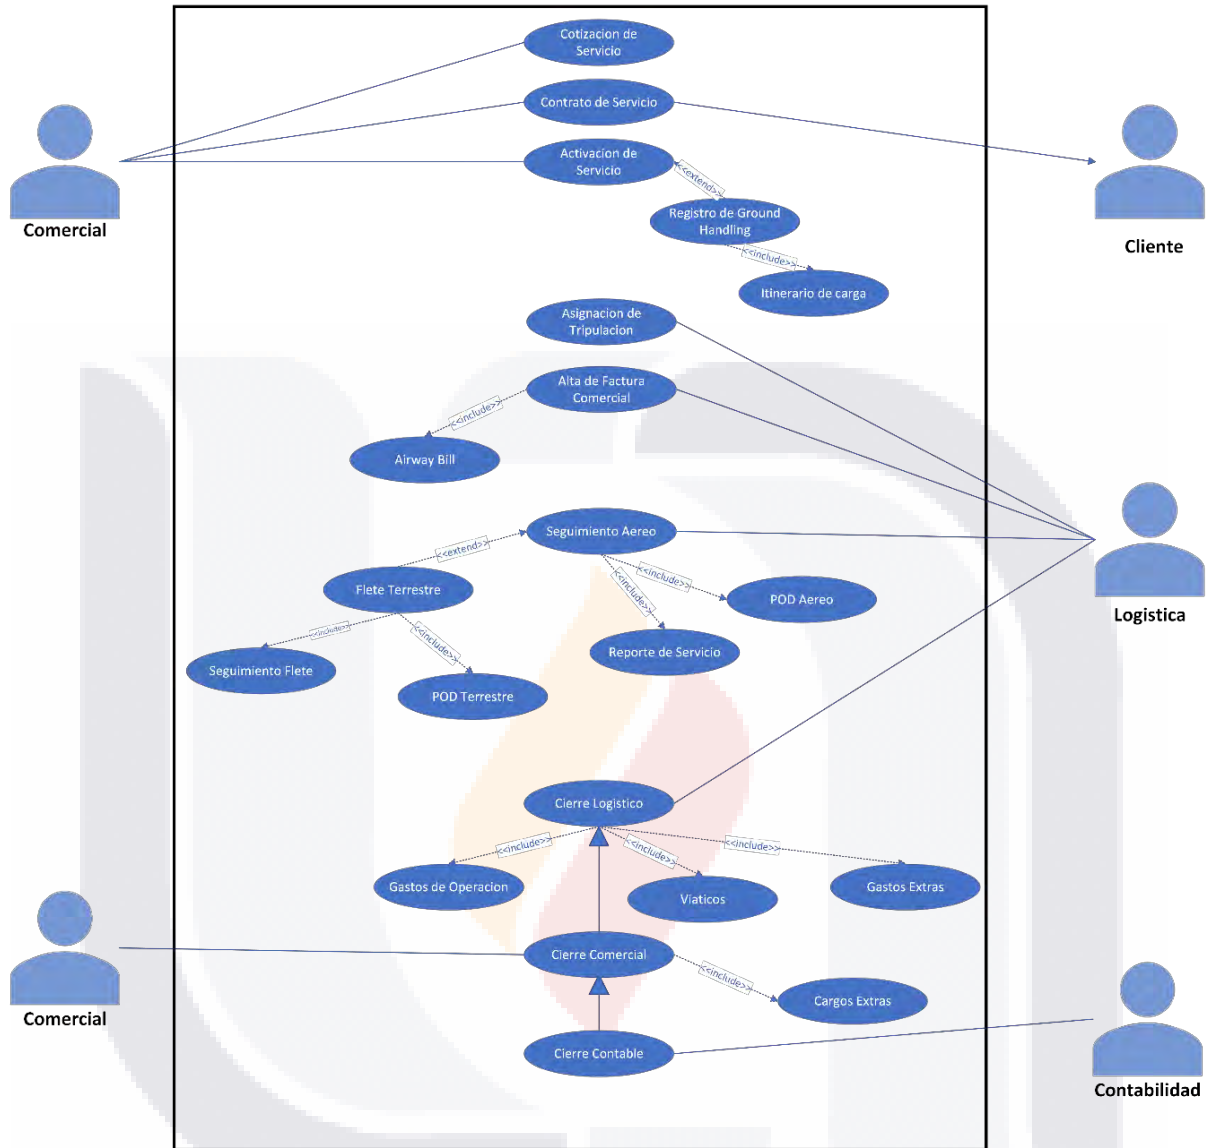 Cotizacion de
Servicio
Contrato de Servicio
Activacion de
Servicio
<<extend>>
Comercial
Registro de Ground
Handling
Cliente
<<include>>
Itinerario de carga
Asignacion de
Tripulacion
Alta de Factura
Comercial
<<include>>
Airway Bill
Seguimiento Aereo
<<extend>>
<<include>>
Flete Terrestre
POD Aereo
<<include>>
Logistica
<<include>>
<<include>>
Reporte de Servicio
Seguimiento Flete
POD Terrestre
Cierre Logistico
<<include>>
<<include>>
<<include>>
Gastos de Operacion
Viaticos
Gastos Extras
Cierre Comercial
<<include>>
Cargos Extras
Comercial
Cierre Contable
Contabilidad